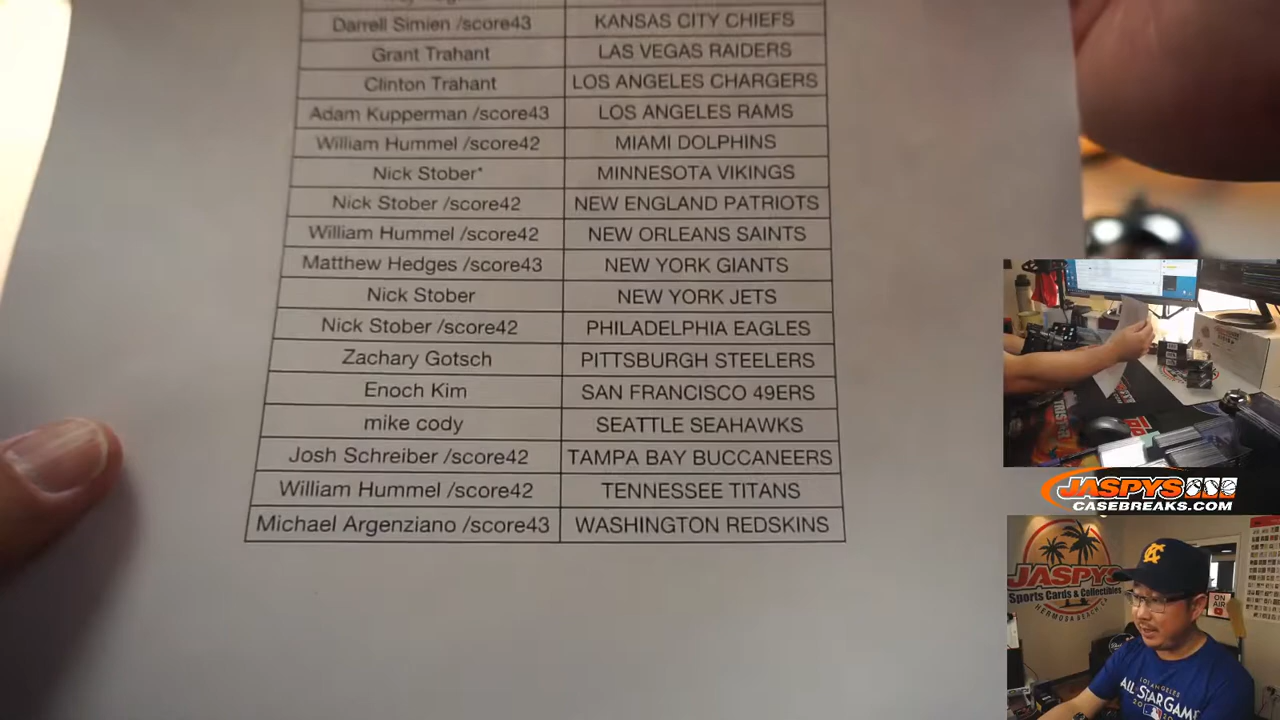 Darrell Simien /score43 KANSAS CITY CHIEFS
Grant Trahant LAS VEGAS RAIDERS
Clinton Trahant LOS ANGELES CHARGERS
Adam Kupperman /score43 LOS ANGELES RAMS
William Hummel /score42 MIAMI DOLPHINS
Nick Stober* MINNESOTA VIKINGS
Nick Stober /score42 NEW ENGLAND PATRIOTS
William Hummel /score42 NEW ORLEANS SAINTS
Matthew Hedges /score43 NEW YORK GIANTS
Nick Stober NEW YORK JETS
Nick Stober /score42 PHILADELPHIA EAGLES
Zachary Gotsch PITTSBURGH STEELERS
Enoch Kim SAN FRANCISCO 49ERS
mike cody SEATTLE SEAHAWKS
Josh Schreiber /score42 TAMPA BAY BUCCANEERS
William Hummel /score42 TENNESSEE TITANS
Michael Argenziano /score43 WASHINGTON REDSKINS
JASPYS
CASEBREAKS.COM
JASPYS
Sports Cards & Collectibles
HERMOSA BEACH, CA
ON AIR
LOS ANGELES
ALL STAR GAME